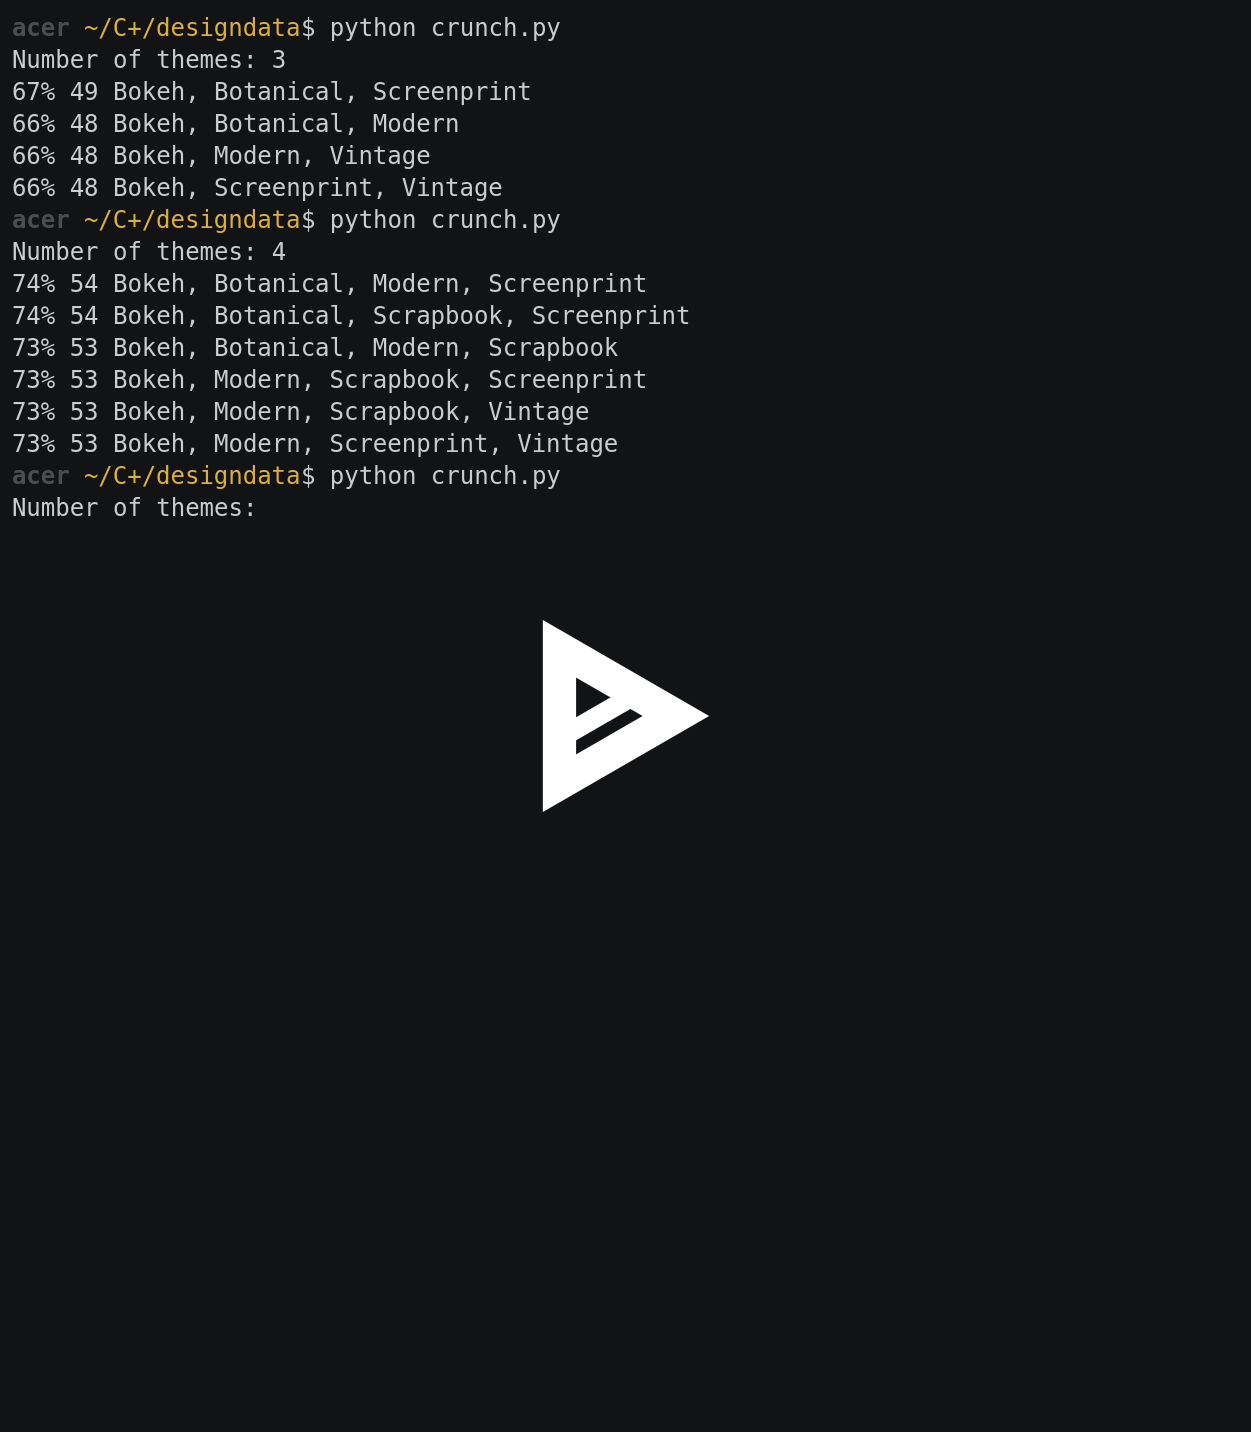 acer ~/C+/designdata$ python crunch.py
Number of themes: 3
67% 49 Bokeh, Botanical, Screenprint
66% 48 Bokeh, Botanical, Modern
66% 48 Bokeh, Modern, Vintage
66% 48 Bokeh, Screenprint, Vintage
acer ~/C+/designdata$ python crunch.py
Number of themes: 4
74% 54 Bokeh, Botanical, Modern, Screenprint
74% 54 Bokeh, Botanical, Scrapbook, Screenprint
73% 53 Bokeh, Botanical, Modern, Scrapbook
73% 53 Bokeh, Modern, Scrapbook, Screenprint
73% 53 Bokeh, Modern, Scrapbook, Vintage
73% 53 Bokeh, Modern, Screenprint, Vintage
acer ~/C+/designdata$ python crunch.py
Number of themes: